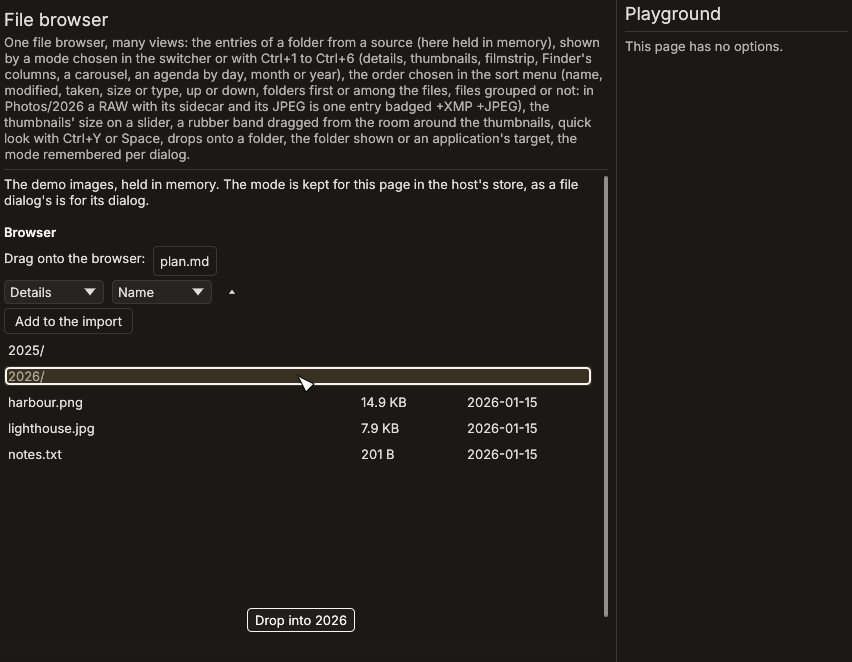 File browser
One file browser, many views: the entries of a folder from a source (here held in memory), shown
by a mode chosen in the switcher or with Ctrl+1 to Ctrl+6 (details, thumbnails, filmstrip, Finder's
columns, a carousel, an agenda by day, month or year), the order chosen in the sort menu (name,
modified, taken, size or type, up or down, folders first or among the files, files grouped or not: in
Photos/2026 a RAW with its sidecar and its JPEG is one entry badged +XMP +JPEG), the
thumbnails' size on a slider, a rubber band dragged from the room around the thumbnails, quick
look with Ctrl+Y or Space, drops onto a folder, the folder shown or an application's target, the
mode remembered per dialog.
The demo images, held in memory. The mode is kept for this page in the host's store, as a file
dialog's is for its dialog.
Browser
Drag onto the browser: plan.md
Details Name
Add to the import
2025/
2026/
harbour.png 14.9 KB 2026-01-15
lighthouse.jpg 7.9 KB 2026-01-15
notes.txt 201 B 2026-01-15
Drop into 2026
Playground
This page has no options.